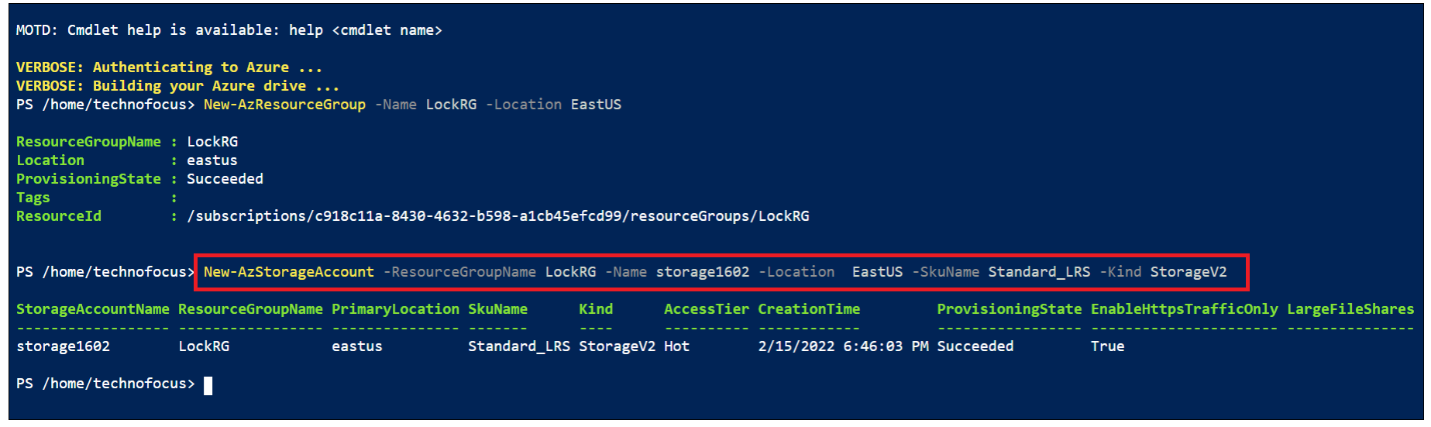 MOTD: Cmdlet help is available: help <cmdlet name>
VERBOSE: Authenticating to Azure ...
VERBOSE: Building your Azure drive ...
PS /home/technofocus> New-AzResourceGroup -Name LockRG -Location EastUS
ResourceGroupName : LockRG
Location : eastus
ProvisioningState : Succeeded
Tags :
ResourceId : /subscriptions/c918c11a-8430-4632-b598-a1cb45efcd99/resourceGroups/LockRG
PS /home/technofocus> New-AzStorageAccount -ResourceGroupName LockRG -Name storage1602 -Location  EastUS -SkuName Standard_LRS -Kind StorageV2
StorageAccountName ResourceGroupName PrimaryLocation SkuName Kind AccessTier CreationTime ProvisioningState EnableHttpsTrafficOnly LargeFileShares
------------------ ----------------- --------------- ------- ---- ---------- ------------ ----------------- ---------------------- ---------------
storage1602 LockRG eastus Standard_LRS StorageV2 Hot 2/15/2022 6:46:03 PM Succeeded True
PS /home/technofocus>